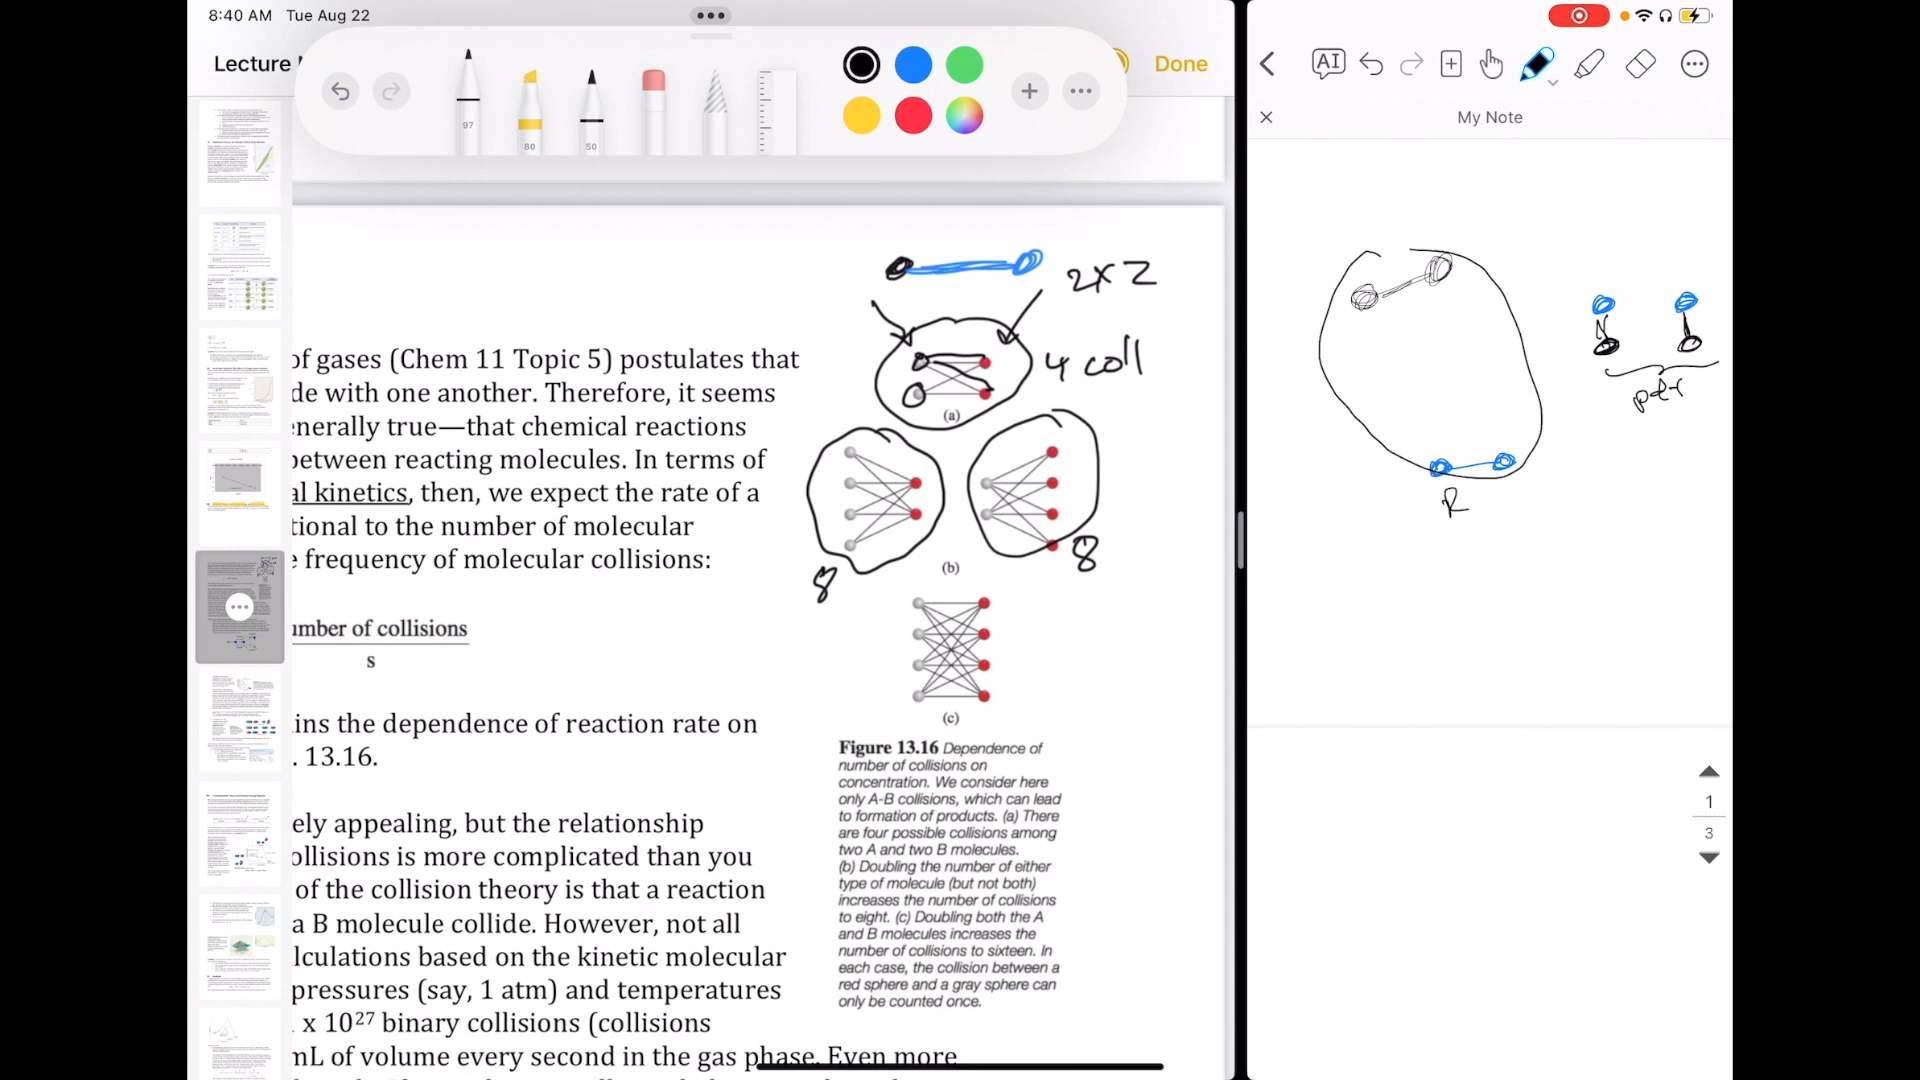 8:40 AM Tue Aug 22
Lecture
Done
97
80
50
AI
My Note
2x2
4 coll
(a)
8
8
(b)
(c)
R
of gases (Chem 11 Topic 5) postulates that
de with one another. Therefore, it seems
enerally true—that chemical reactions
between reacting molecules. In terms of
al kinetics, then, we expect the rate of a
tional to the number of molecular
e frequency of molecular collisions:
umber of collisions
s
ins the dependence of reaction rate on
. 13.16.
ely appealing, but the relationship
ollisions is more complicated than you
of the collision theory is that a reaction
a B molecule collide. However, not all
lculations based on the kinetic molecular
pressures (say, 1 atm) and temperatures
x 10²⁷ binary collisions (collisions
mL of volume every second in the gas phase. Even more
Figure 13.16 Dependence of
number of collisions on
concentration. We consider here
only A-B collisions, which can lead
to formation of products. (a) There
are four possible collisions among
two A and two B molecules.
(b) Doubling the number of either
type of molecule (but not both)
increases the number of collisions
to eight. (c) Doubling both the A
and B molecules increases the
number of collisions to sixteen. In
each case, the collision between a
red sphere and a gray sphere can
only be counted once.
1
3